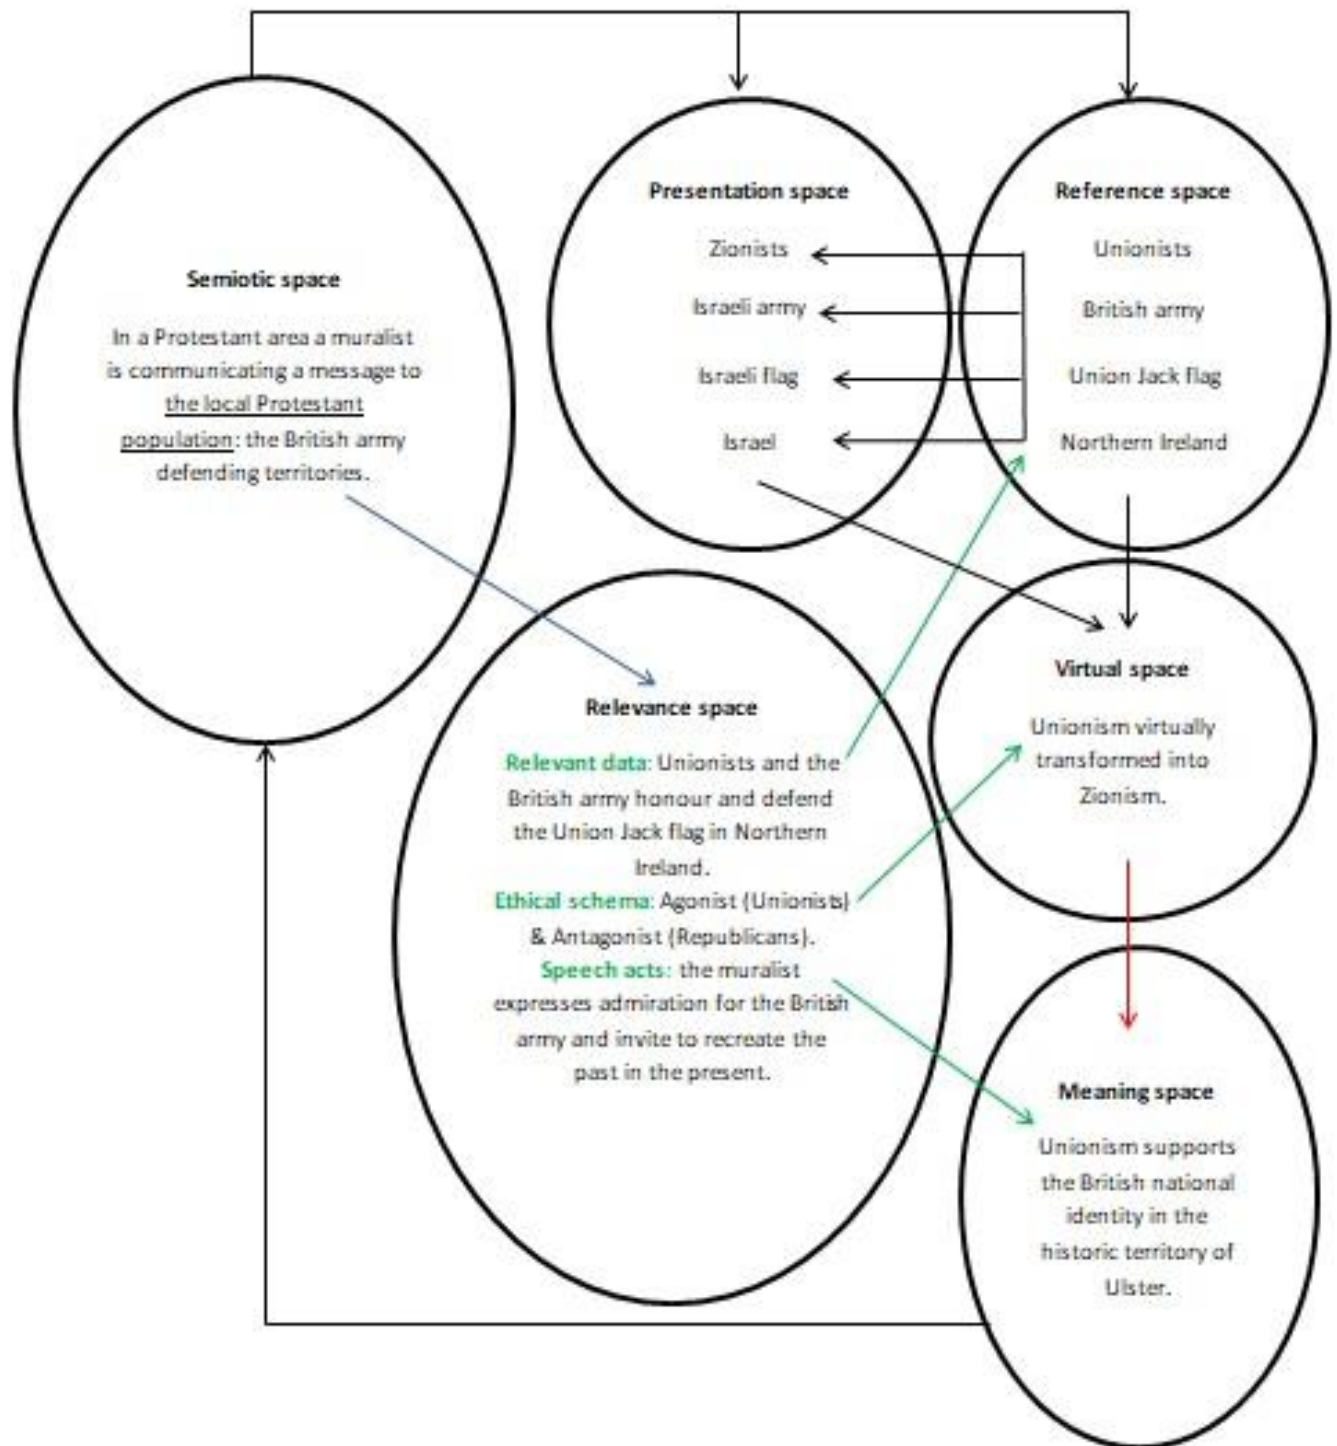 Semiotic space
In a Protestant area a muralist
is communicating a message to
the local Protestant
population: the British army
defending territories.
Presentation space
Zionists
Israeli army
Israeli flag
Israel
Reference space
Unionists
British army
Union Jack flag
Northern Ireland
Relevance space
Relevant data: Unionists and the
British army honour and defend
the Union Jack flag in Northern
Ireland.
Ethical schema: Agonist (Unionists)
& Antagonist (Republicans).
Speech acts: the muralist
expresses admiration for the British
army and invite to recreate the
past in the present.
Virtual space
Unionism virtually
transformed into
Zionism.
Meaning space
Unionism supports
the British national
identity in the
historic territory of
Ulster.